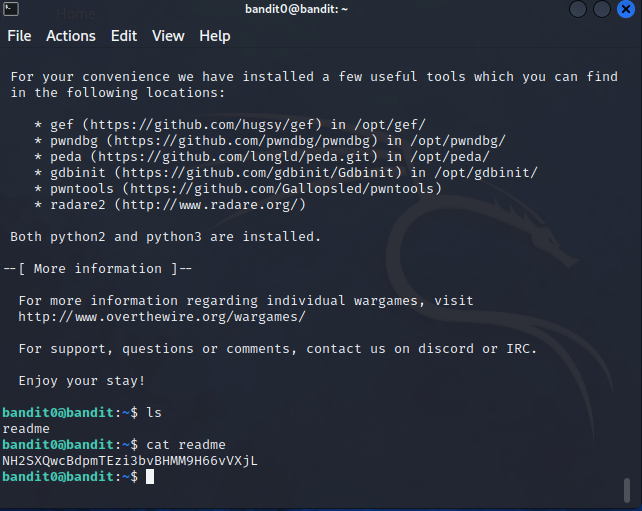 bandit0@bandit: ~
File Actions Edit View Help
For your convenience we have installed a few useful tools which you can find
in the following locations:
* gef (https://github.com/hugsy/gef) in /opt/gef/
* pwndbg (https://github.com/pwndbg/pwndbg) in /opt/pwndbg/
* peda (https://github.com/longld/peda.git) in /opt/peda/
* gdbinit (https://github.com/gdbinit/Gdbinit) in /opt/gdbinit/
* pwntools (https://github.com/Gallopsled/pwntools)
* radare2 (http://www.radare.org/)
Both python2 and python3 are installed.
--[ More information ]--
For more information regarding individual wargames, visit
http://www.overthewire.org/wargames/
For support, questions or comments, contact us on discord or IRC.
Enjoy your stay!
bandit0@bandit:~$ ls
readme
bandit0@bandit:~$ cat readme
NH2SXQwcBdpmTEzi3bvBHMM9H66vVXjL
bandit0@bandit:~$